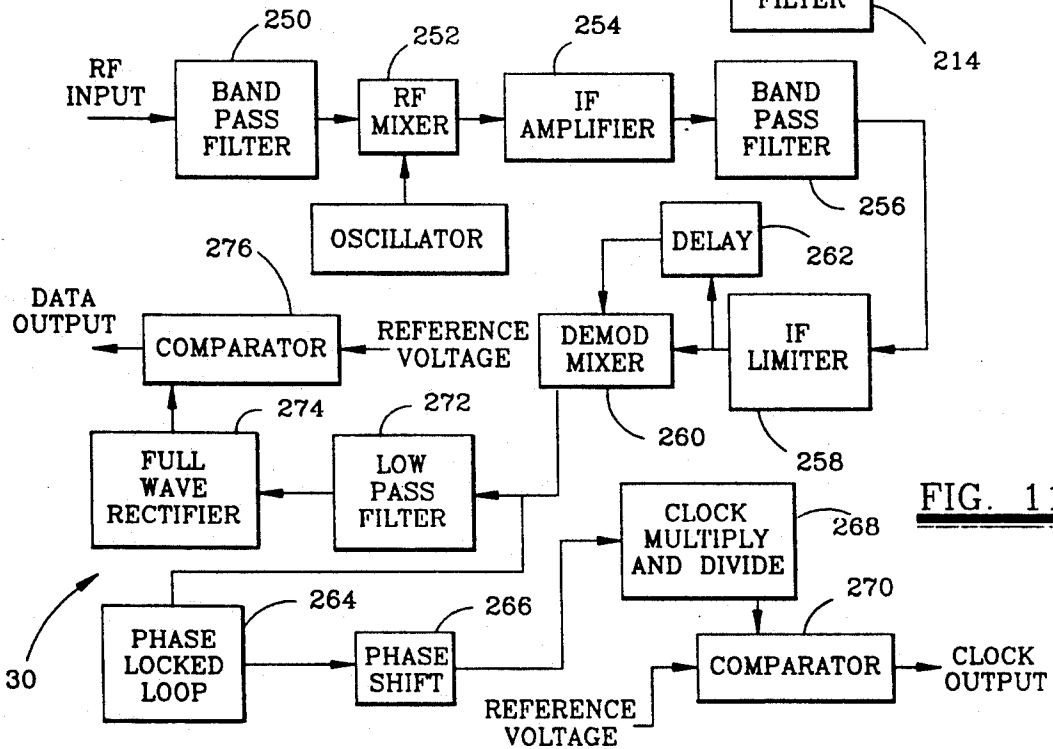 FILTER
214
250
252
254
RF
INPUT
BAND
PASS
FILTER
RF
MIXER
IF
AMPLIFIER
BAND
PASS
FILTER
256
OSCILLATOR
DELAY
262
276
DATA
OUTPUT
COMPARATOR
REFERENCE
VOLTAGE
DEMOD
MIXER
IF
LIMITER
260
258
274
272
FULL
WAVE
RECTIFIER
LOW
PASS
FILTER
CLOCK
MULTIPLY
AND DIVIDE
268
FIG. 11
30
264
266
270
PHASE
LOCKED
LOOP
PHASE
SHIFT
COMPARATOR
CLOCK
OUTPUT
REFERENCE
VOLTAGE